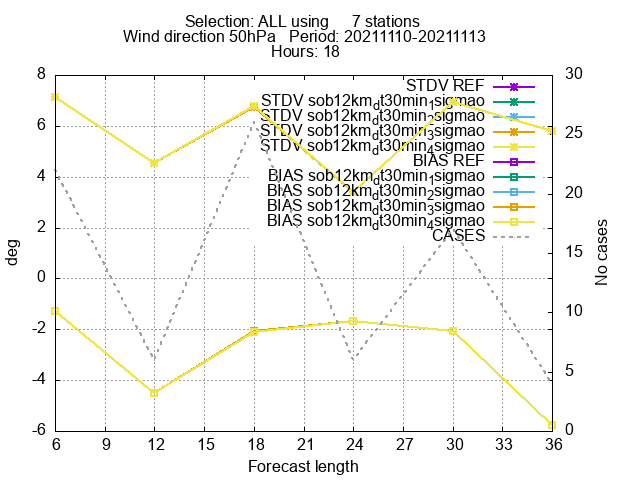 Selection: ALL using 7 stations
Wind direction 50hPa Period: 20211110-20211113
Hours: 18
STDV REF
STDV sob12km_dt30min_1sigmao
STDV sob12km_dt30min_2sigmao
STDV sob12km_dt30min_3sigmao
STDV sob12km_dt30min_4sigmao
BIAS REF
BIAS sob12km_dt30min_1sigmao
BIAS sob12km_dt30min_2sigmao
BIAS sob12km_dt30min_3sigmao
BIAS sob12km_dt30min_4sigmao
CASES
8
6
4
2
0
-2
-4
-6
deg
30
25
20
15
10
5
0
No cases
6 9 12 15 18 21 24 27 30 33 36
Forecast length